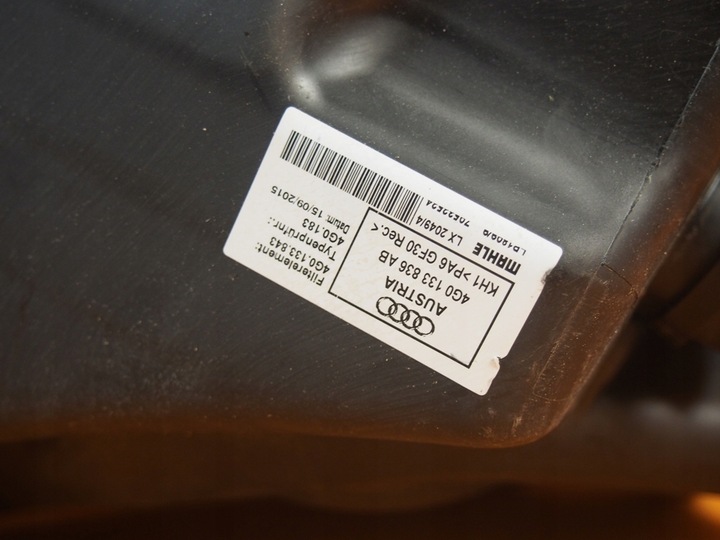 AUSTRIA
4G0 133 836 AB
KH1 >PA6 GF30 Rec.<
Filterelement:
4G0.133.843
Typenprüfnr.:
4G0.183
Datum: 15/09/2015
MAHLE
LX 2049/4